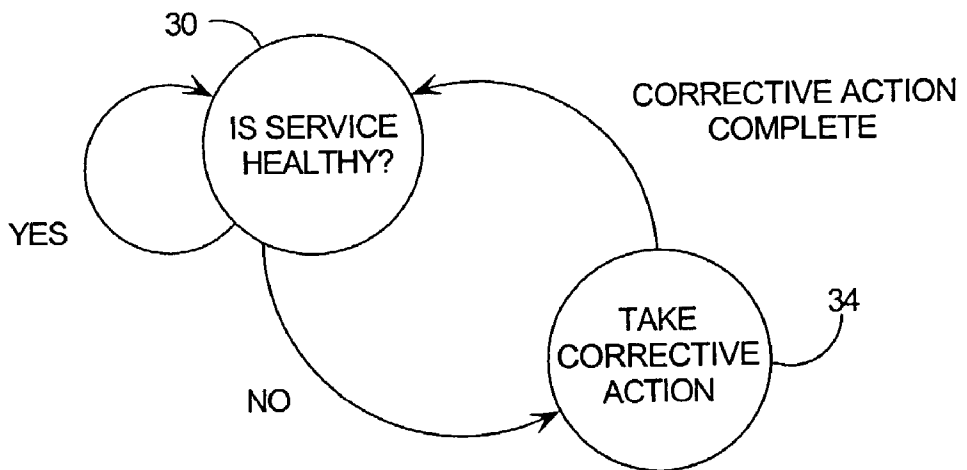 30
IS SERVICE
HEALTHY?
CORRECTIVE ACTION
COMPLETE
YES
34
TAKE
CORRECTIVE
ACTION
NO